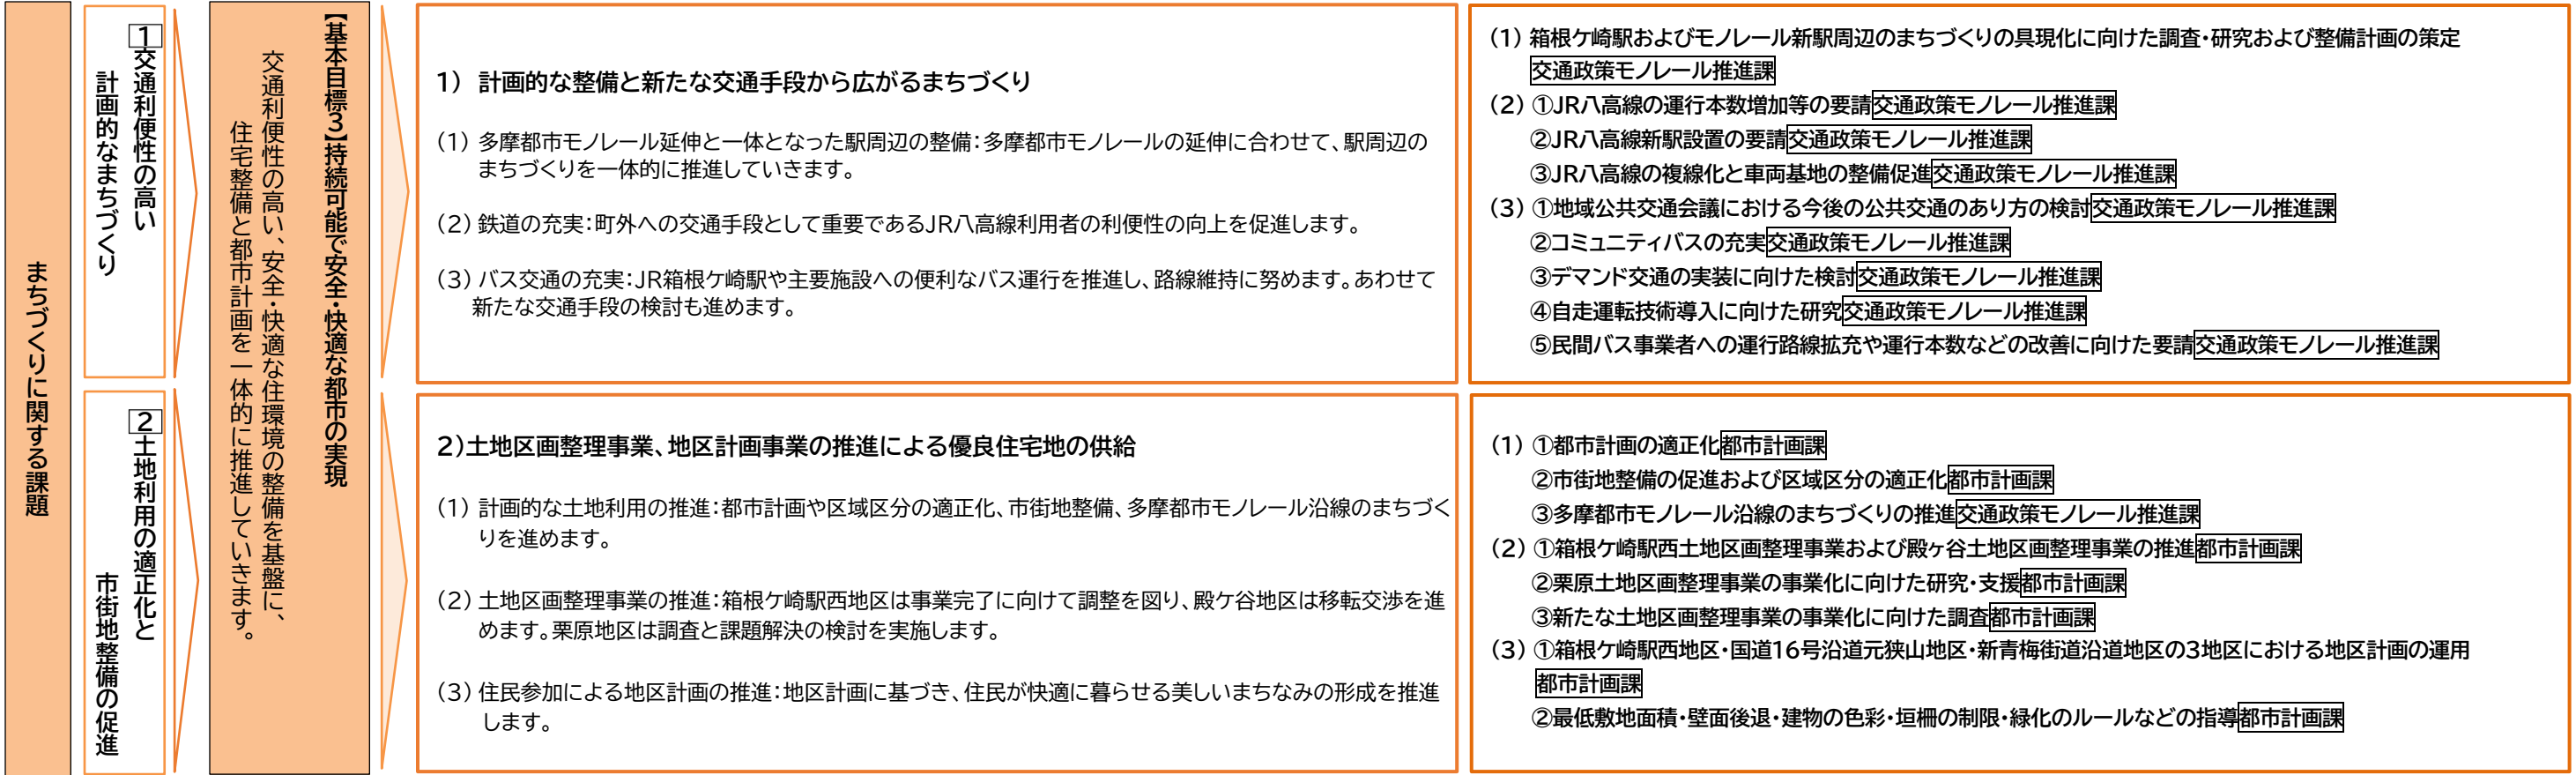 まちづくりに関する課題
1交通利便性の高い
計画的なまちづくり
2土地利用の適正化と
市街地整備の促進
【基本目標3】持続可能で安全・快適な都市の実現
交通利便性の高い、安全・快適な住環境の整備を基盤に、
住宅整備と都市計画を一体的に推進していきます。
1） 計画的な整備と新たな交通手段から広がるまちづくり
（1） 多摩都市モノレール延伸と一体となった駅周辺の整備：多摩都市モノレールの延伸に合わせて、駅周辺の
まちづくりを一体的に推進していきます。
（2） 鉄道の充実：町外への交通手段として重要であるJR八高線利用者の利便性の向上を促進します。
（3） バス交通の充実：JR箱根ケ崎駅や主要施設への便利なバス運行を推進し、路線維持に努めます。あわせて
新たな交通手段の検討も進めます。
（1） 箱根ケ崎駅およびモノレール新駅周辺のまちづくりの具現化に向けた調査・研究および整備計画の策定
交通政策モノレール推進課
（2） ①JR八高線の運行本数増加等の要請交通政策モノレール推進課
②JR八高線新駅設置の要請交通政策モノレール推進課
③JR八高線の複線化と車両基地の整備促進交通政策モノレール推進課
（3） ①地域公共交通会議における今後の公共交通のあり方の検討交通政策モノレール推進課
②コミュニティバスの充実交通政策モノレール推進課
③デマンド交通の実装に向けた検討交通政策モノレール推進課
④自走運転技術導入に向けた研究交通政策モノレール推進課
⑤民間バス事業者への運行路線拡充や運行本数などの改善に向けた要請交通政策モノレール推進課
2）土地区画整理事業、地区計画事業の推進による優良住宅地の供給
（1） 計画的な土地利用の推進：都市計画や区域区分の適正化、市街地整備、多摩都市モノレール沿線のまちづく
りを進めます。
（2） 土地区画整理事業の推進：箱根ケ崎駅西地区は事業完了に向けて調整を図り、殿ケ谷地区は移転交渉を進
めます。栗原地区は調査と課題解決の検討を実施します。
（3） 住民参加による地区計画の推進：地区計画に基づき、住民が快適に暮らせる美しいまちなみの形成を推進
します。
（1） ①都市計画の適正化都市計画課
②市街地整備の促進および区域区分の適正化都市計画課
③多摩都市モノレール沿線のまちづくりの推進交通政策モノレール推進課
（2） ①箱根ケ崎駅西土地区画整理事業および殿ヶ谷土地区画整理事業の推進都市計画課
②栗原土地区画整理事業の事業化に向けた研究・支援都市計画課
③新たな土地区画整理事業の事業化に向けた調査都市計画課
（3） ①箱根ケ崎駅西地区・国道16号沿道元狭山地区・新青梅街道沿道地区の3地区における地区計画の運用
都市計画課
②最低敷地面積・壁面後退・建物の色彩・垣柵の制限・緑化のルールなどの指導都市計画課